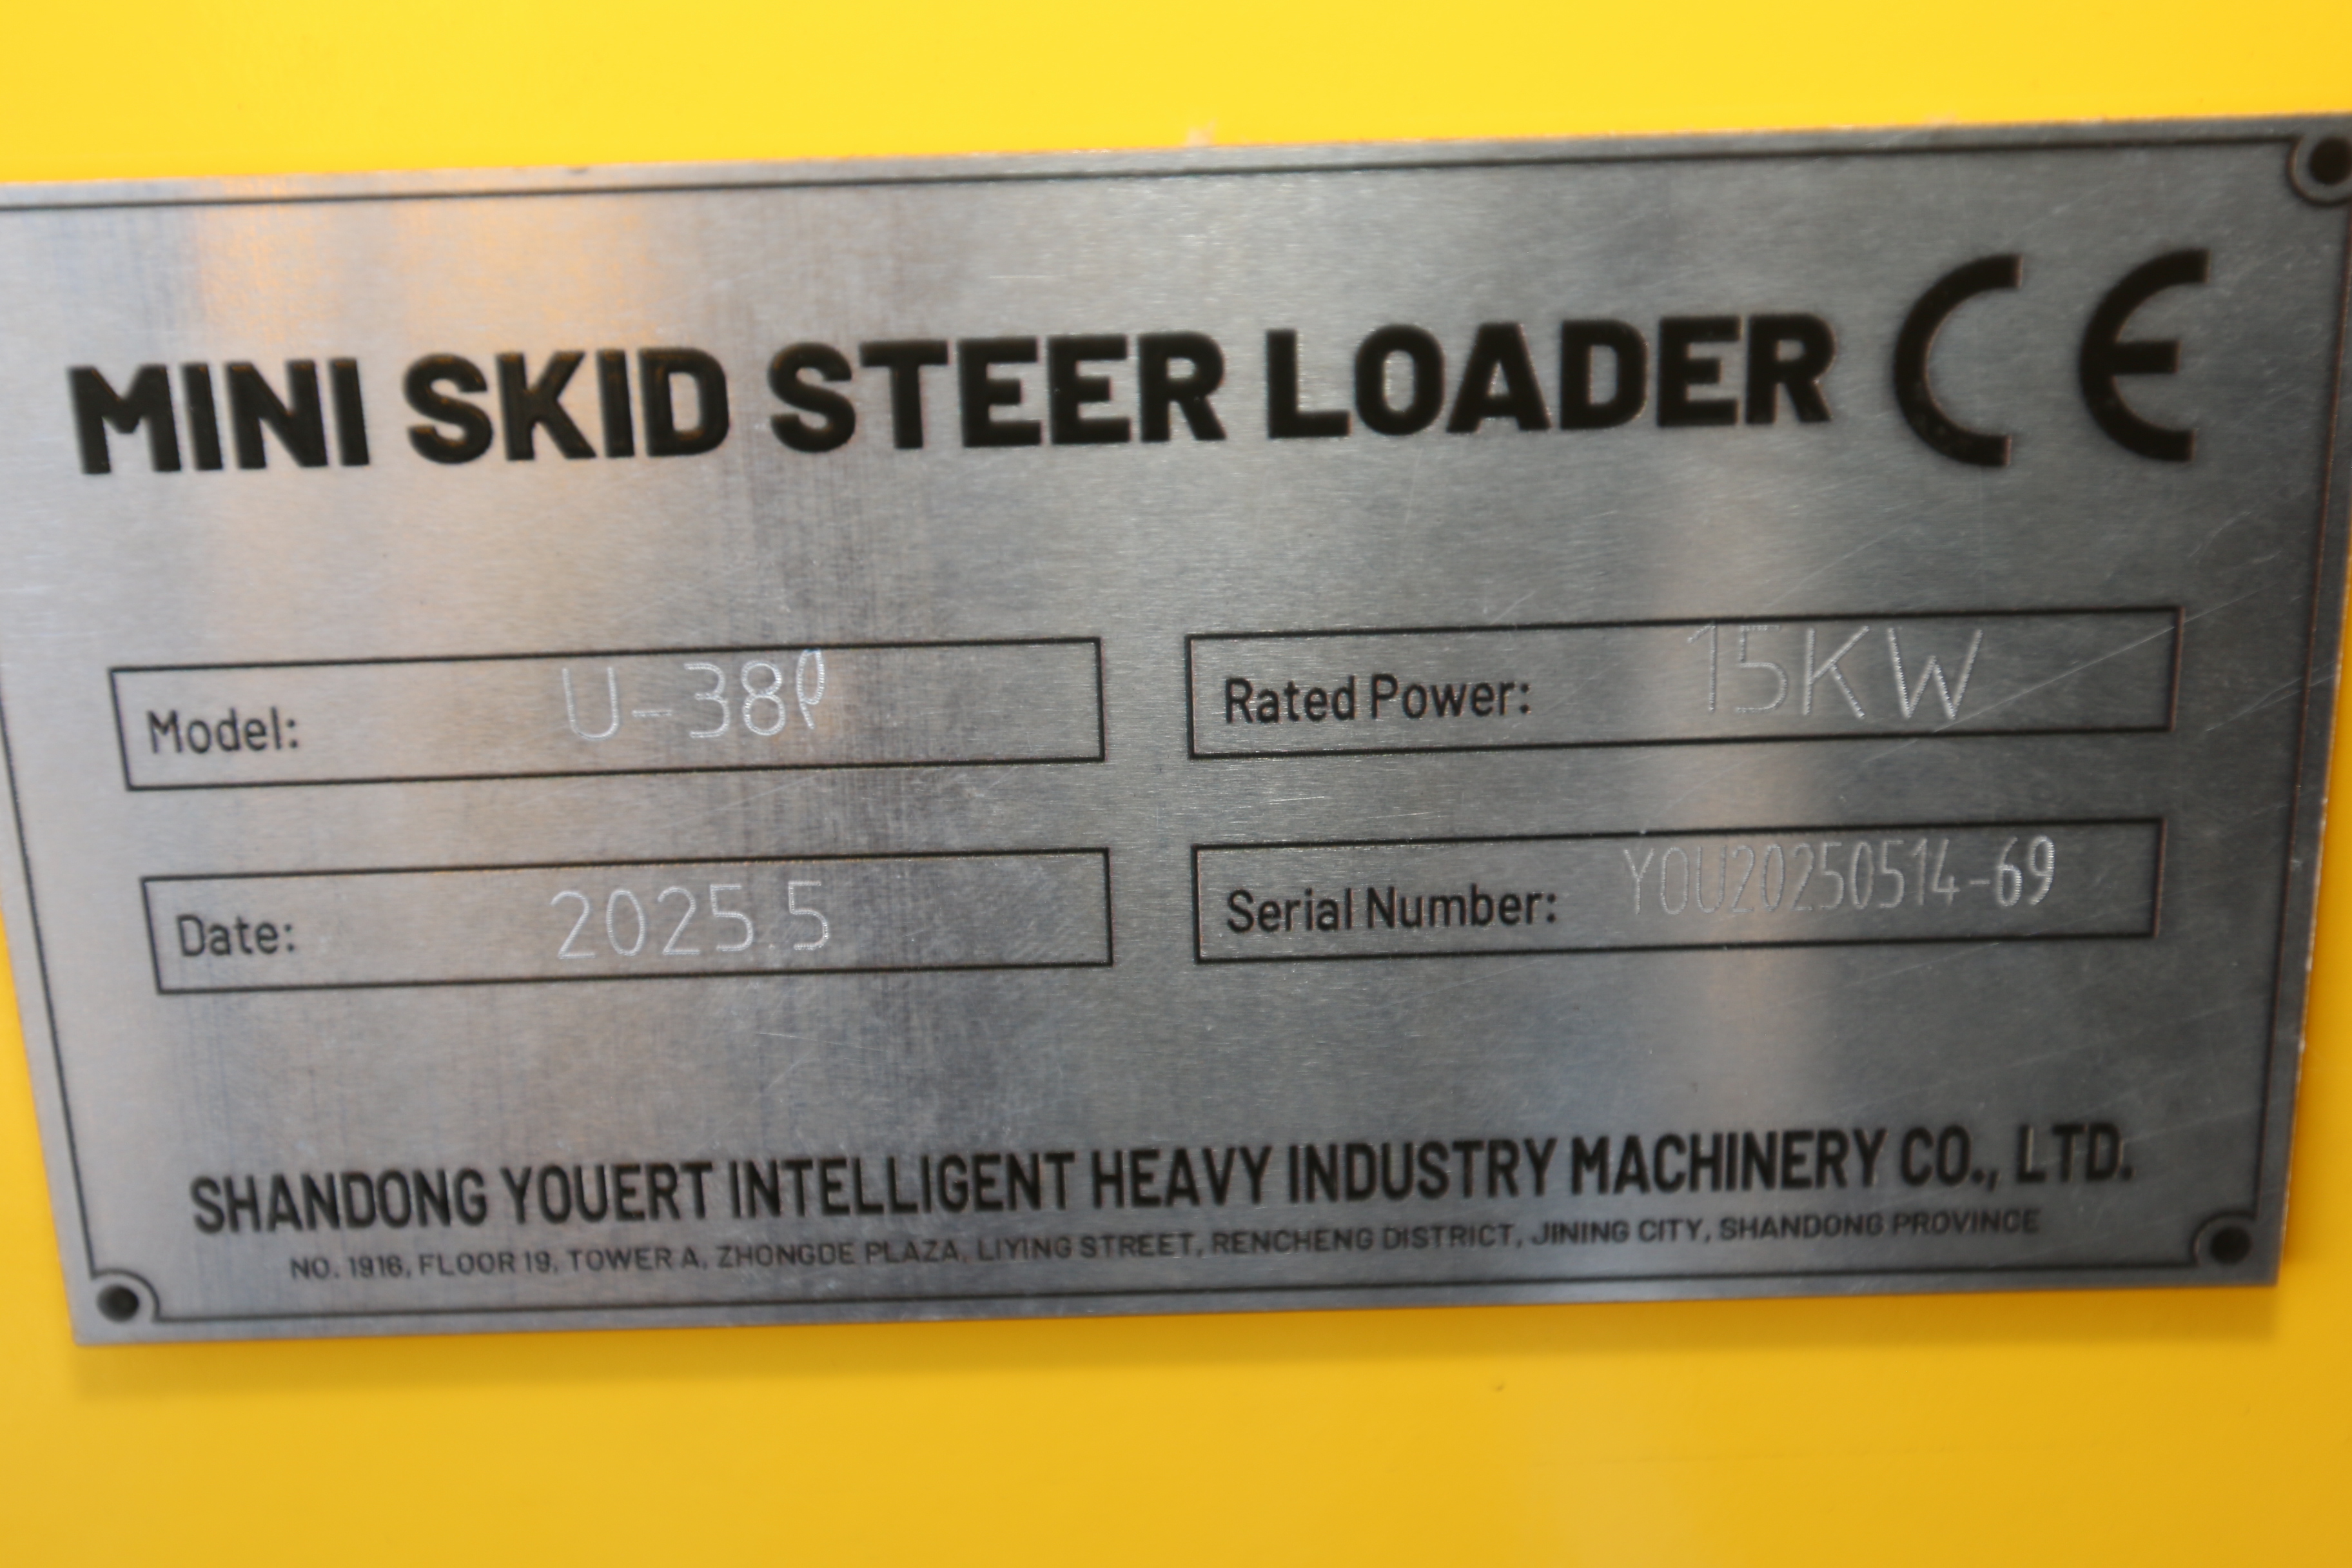 MINI SKID STEER LOADER CE
Model: U-380
Rated Power: 15KW
Date: 2025.5
Serial Number: YOU20250514-69
SHANDONG YOUERT INTELLIGENT HEAVY INDUSTRY MACHINERY CO., LTD.
NO. 1916, FLOOR 19, TOWER A, ZHONGDE PLAZA, LIYING STREET, RENCHENG DISTRICT, JINING CITY, SHANDONG PROVINCE